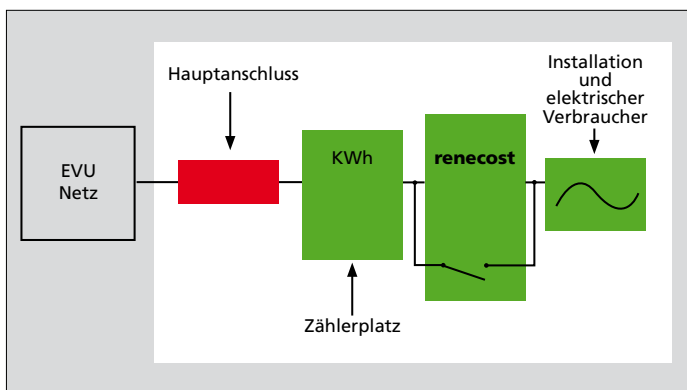 Hauptanschluss
EVU
Netz
KWh
renecost
Installation
und
elektrischer
Verbraucher
Zählerplatz